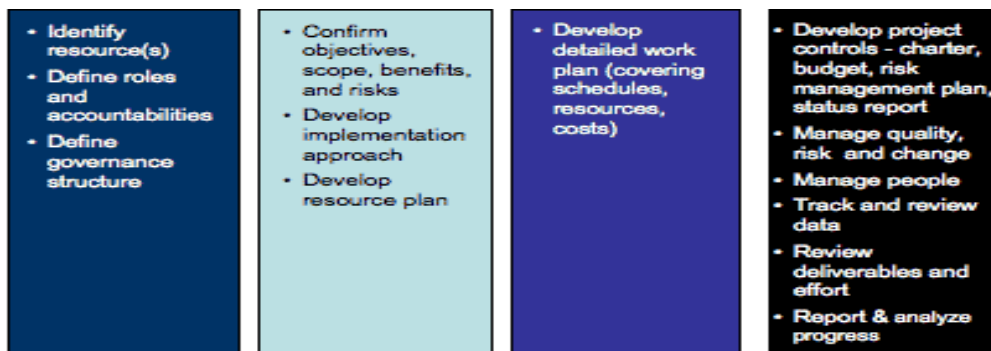 • Identify
resource(s)
• Define roles
and
accountabilities
• Define
governance
structure
• Confirm
objectives,
scope, benefits,
and risks
• Develop
implementation
approach
• Develop
resource plan
• Develop
detailed work
plan (covering
schedules,
resources,
costs)
• Develop project
controls - charter,
budget, risk
management plan,
status report
• Manage quality,
risk and change
• Manage people
• Track and review
data
• Review
deliverables and
effort
• Report & analyze
progress